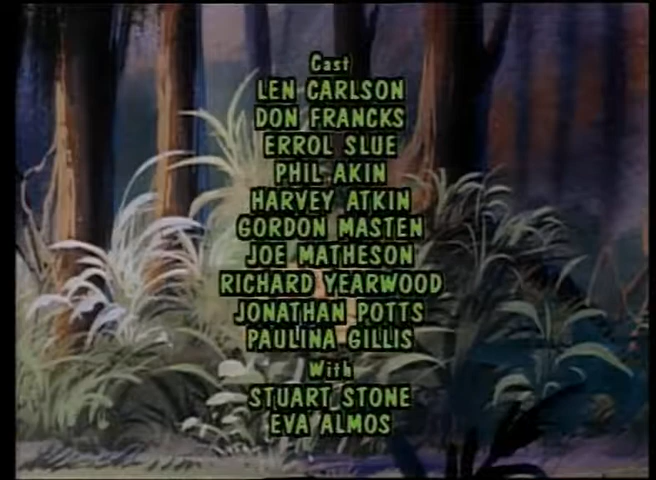 Cast
LEN CARLSON
DON FRANCKS
ERROL SLUE
PHIL AKIN
HARVEY ATKIN
GORDON MASTEN
JOE MATHESON
RICHARD YEARWOOD
JONATHAN POTTS
PAULINA GILLIS
With
STUART STONE
EVA ALMOS